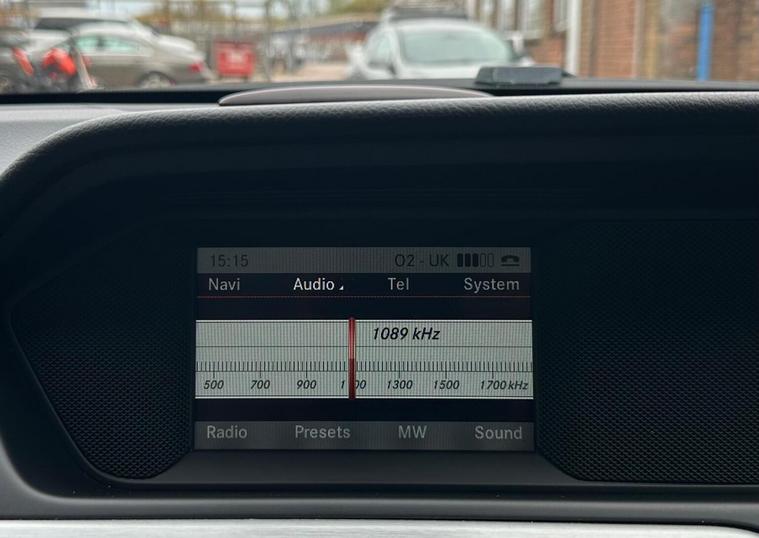 15:15 O2 - UK
Navi Audio Tel System
1089 kHz
500 700 900 1100 1300 1500 1700 kHz
Radio Presets MW Sound